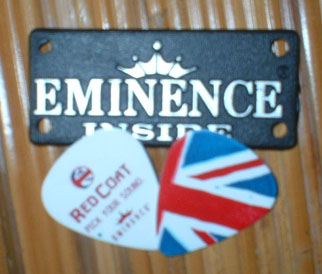 EMINENCE
INSIDE
RED COAT
PICK YOUR SOUND.
EMINENCE